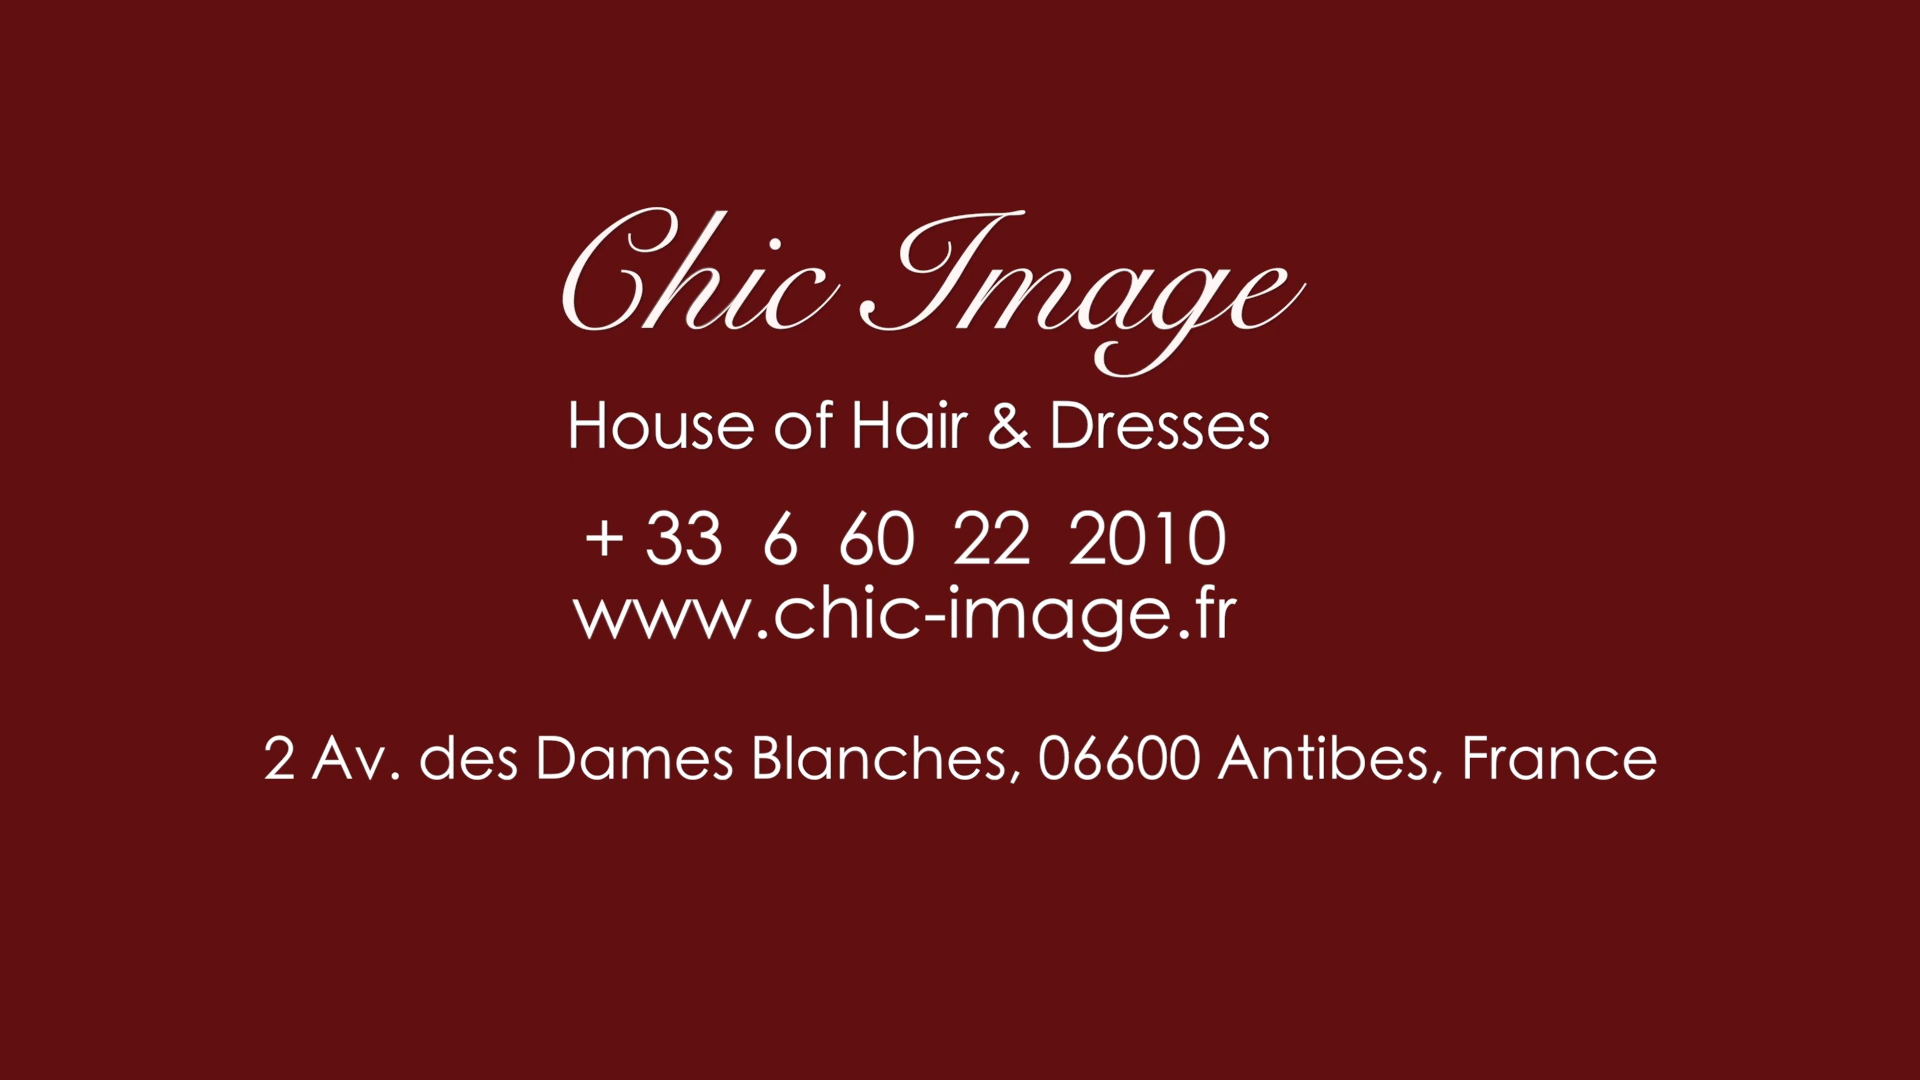 Chic Image
House of Hair & Dresses
+ 33 6 60 22 2010
www.chic-image.fr
2 Av. des Dames Blanches, 06600 Antibes, France